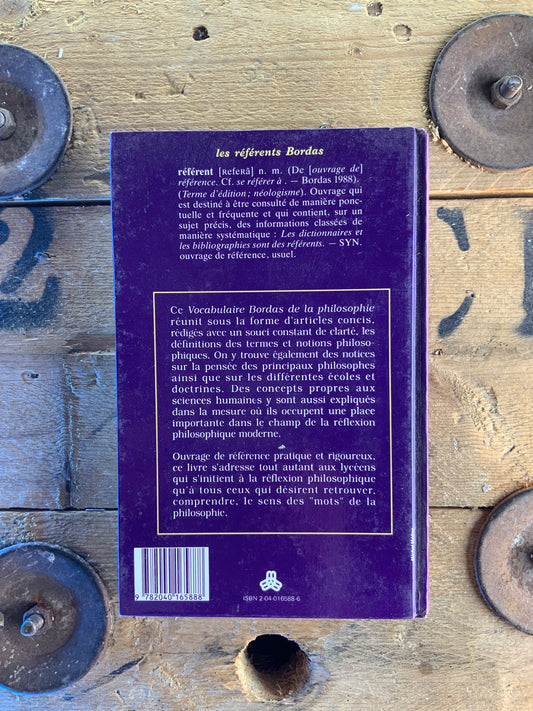 les référents Bordas
référent [RefeRɑ̃] n. m. (De [ouvrage de]
référence. Cf. se référer à . — Bordas 1988).
(Terme d'édition ; néologisme). Ouvrage qui
est destiné à être consulté de manière ponc-
tuelle et fréquente et qui contient, sur un
sujet précis, des informations classées de
manière systématique : Les dictionnaires et
les bibliographies sont des référents. — SYN.
ouvrage de référence, usuel.
Ce Vocabulaire Bordas de la philosophie
réunit sous la forme d'articles concis,
rédigés avec un souci constant de clarté, les
définitions des termes et notions philoso-
phiques. On y trouve également des notices
sur la pensée des principaux philosophes
ainsi que sur les différentes écoles et
doctrines. Des concepts propres aux
sciences humaines y sont aussi expliqués
dans la mesure où ils occupent une place
importante dans le champ de la réflexion
philosophique moderne.
Ouvrage de référence pratique et rigoureux,
ce livre s'adresse tout autant aux lycéens
qui s'initient à la réflexion philosophique
qu'à tous ceux qui désirent retrouver,
comprendre, le sens des "mots" de la
philosophie.
9 782040 165888
ISBN 2-04-016588-6
2